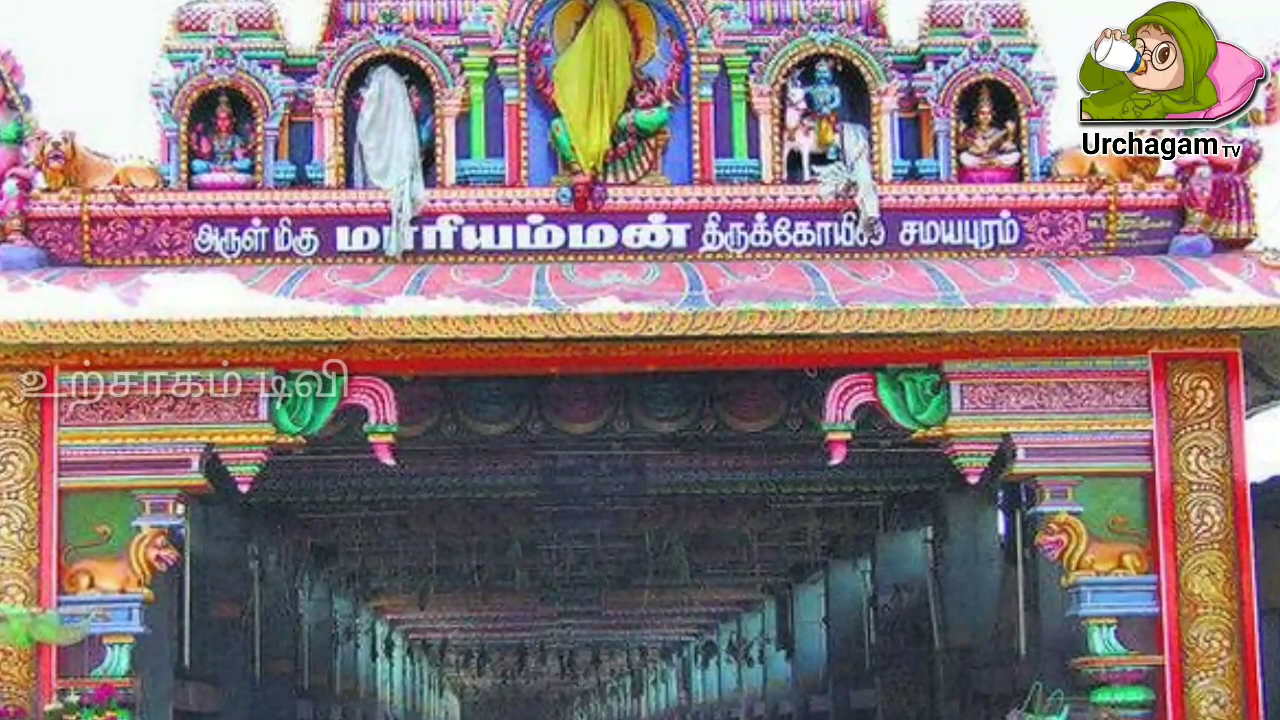 Urchagam TV
அருள் மிகு மாரியம்மன் திருக்கோயில் சமயபுரம்
உற்சாகம் டிவி